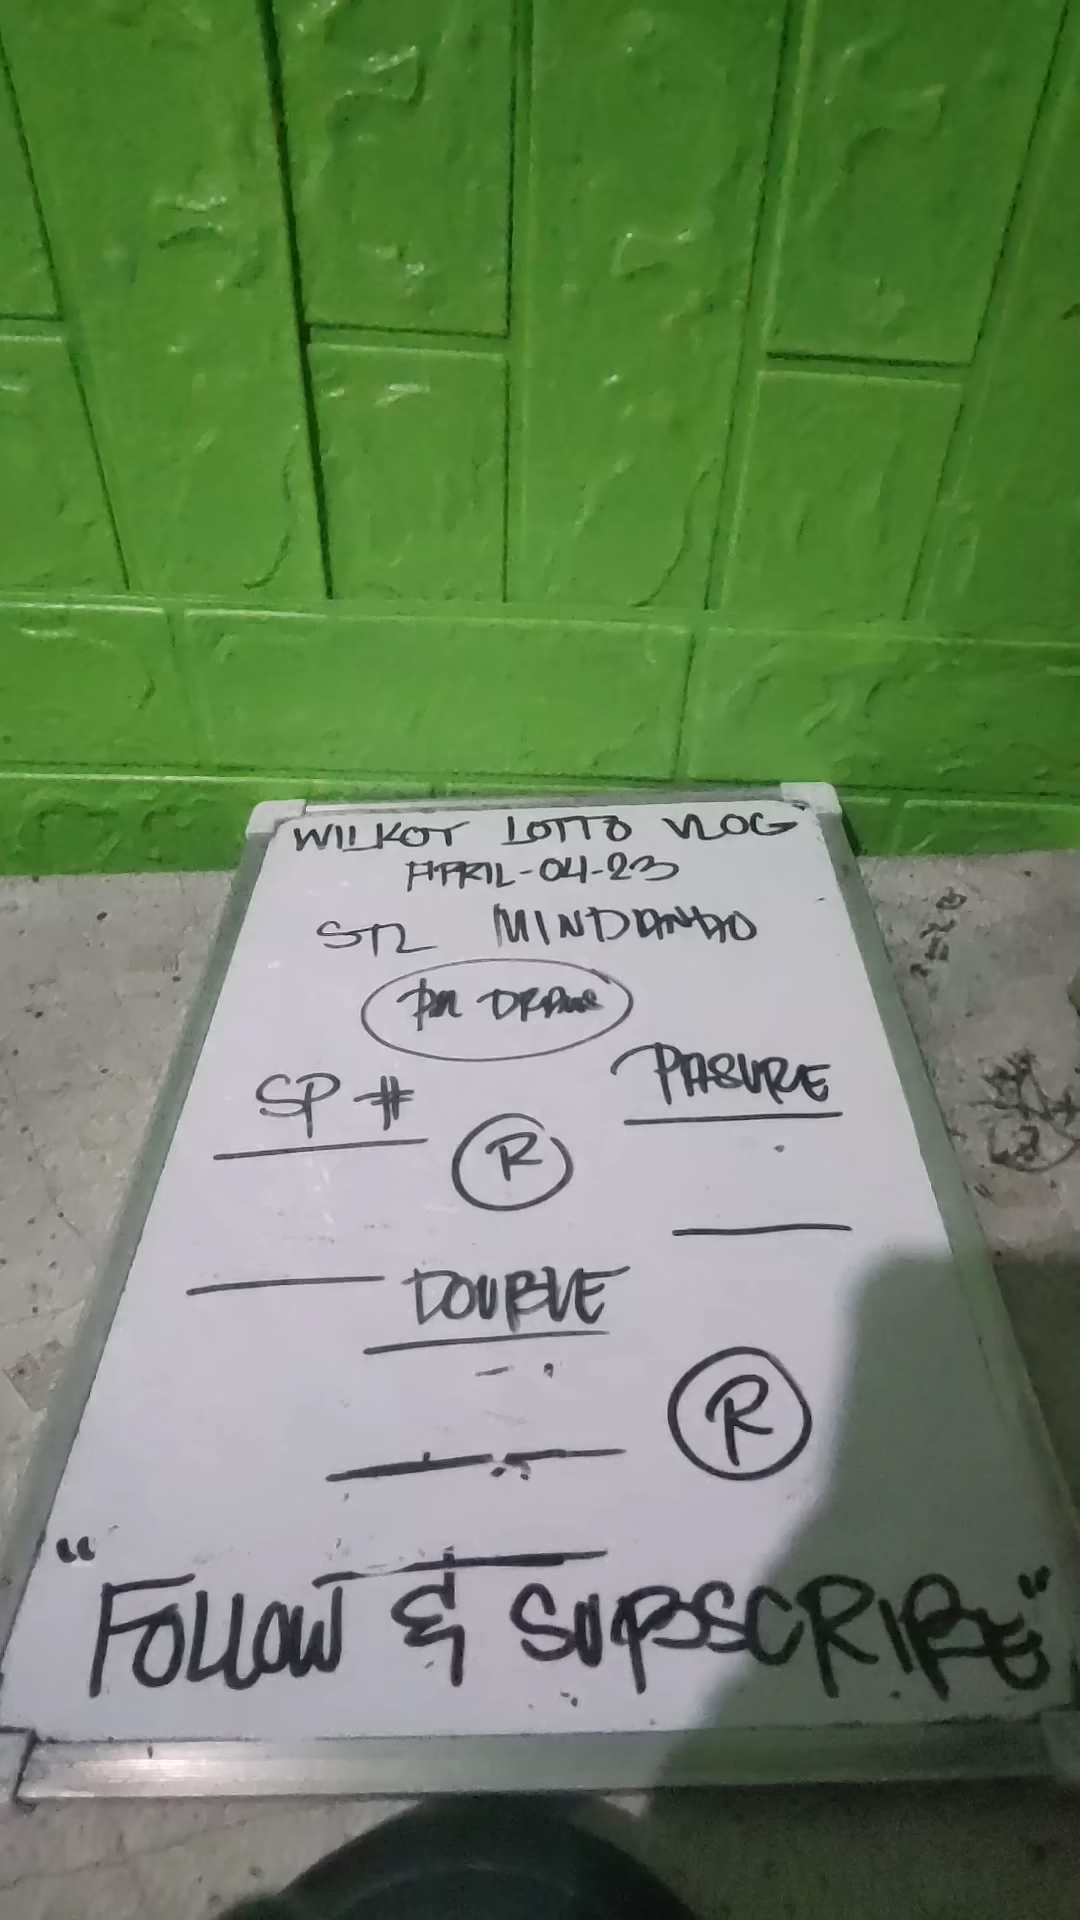 WILKOT LOTTO VLOG
APRIL-04-23
STL MINDANAO
PM DRAW
SP #
PASURE
R
DOUBLE
R
"FOLLOW & SUBSCRIBE"